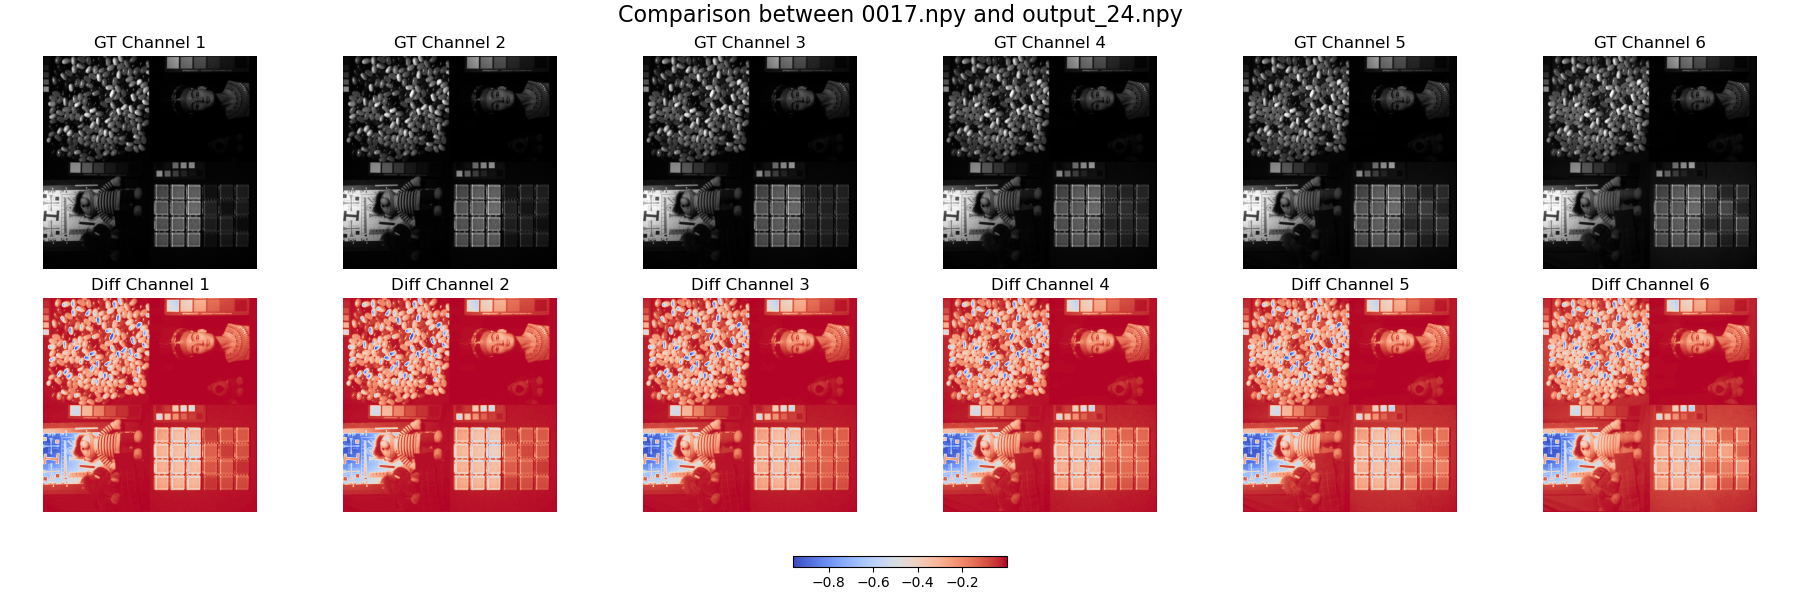 Comparison between 0017.npy and output_24.npy
GT Channel 1
GT Channel 2
GT Channel 3
GT Channel 4
GT Channel 5
GT Channel 6
Diff Channel 1
Diff Channel 2
Diff Channel 3
Diff Channel 4
Diff Channel 5
Diff Channel 6
−0.8 −0.6 −0.4 −0.2